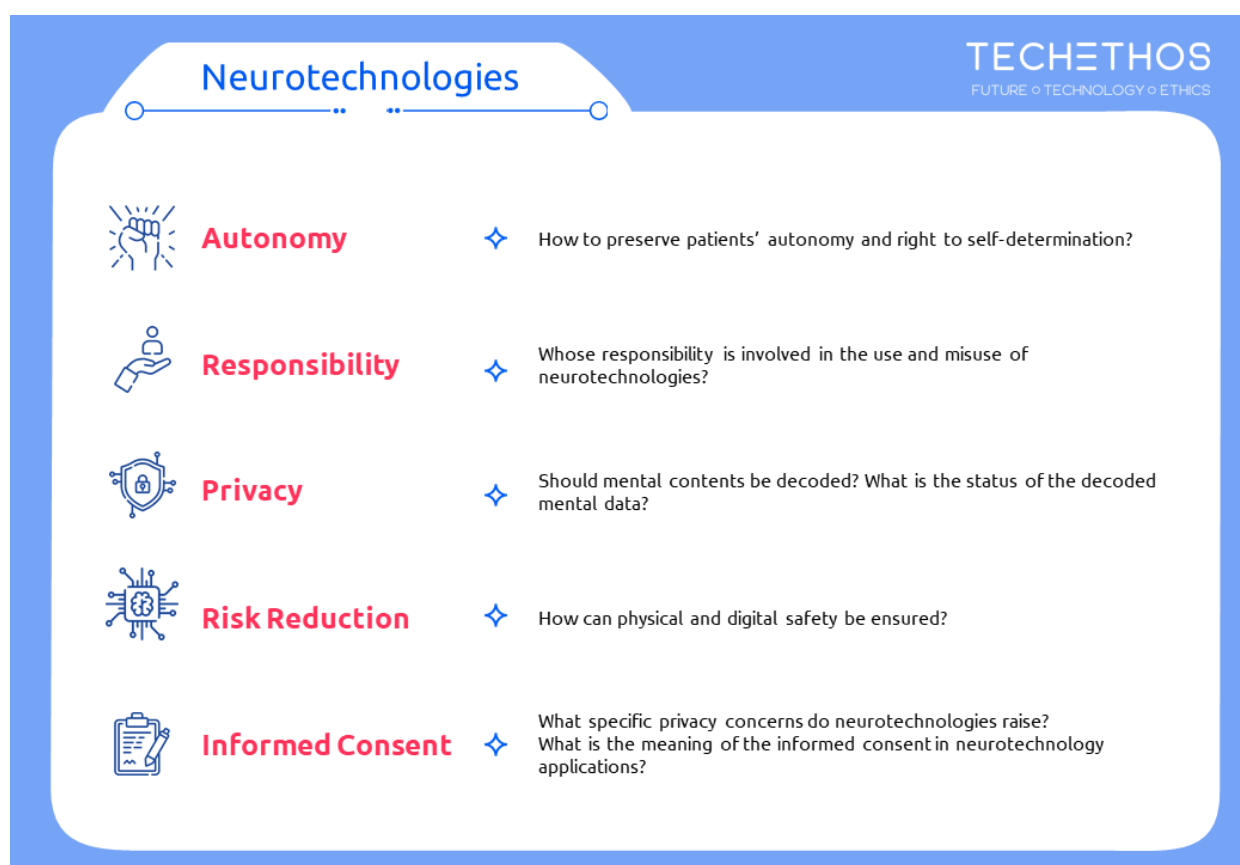 Neurotechnologies
TECHETHOS
FUTURE ○ TECHNOLOGY ○ ETHICS
Autonomy
How to preserve patients’ autonomy and right to self-determination?
Responsibility
Whose responsibility is involved in the use and misuse of
neurotechnologies?
Privacy
Should mental contents be decoded? What is the status of the decoded
mental data?
Risk Reduction
How can physical and digital safety be ensured?
Informed Consent
What specific privacy concerns do neurotechnologies raise?
What is the meaning of the informed consent in neurotechnology
applications?